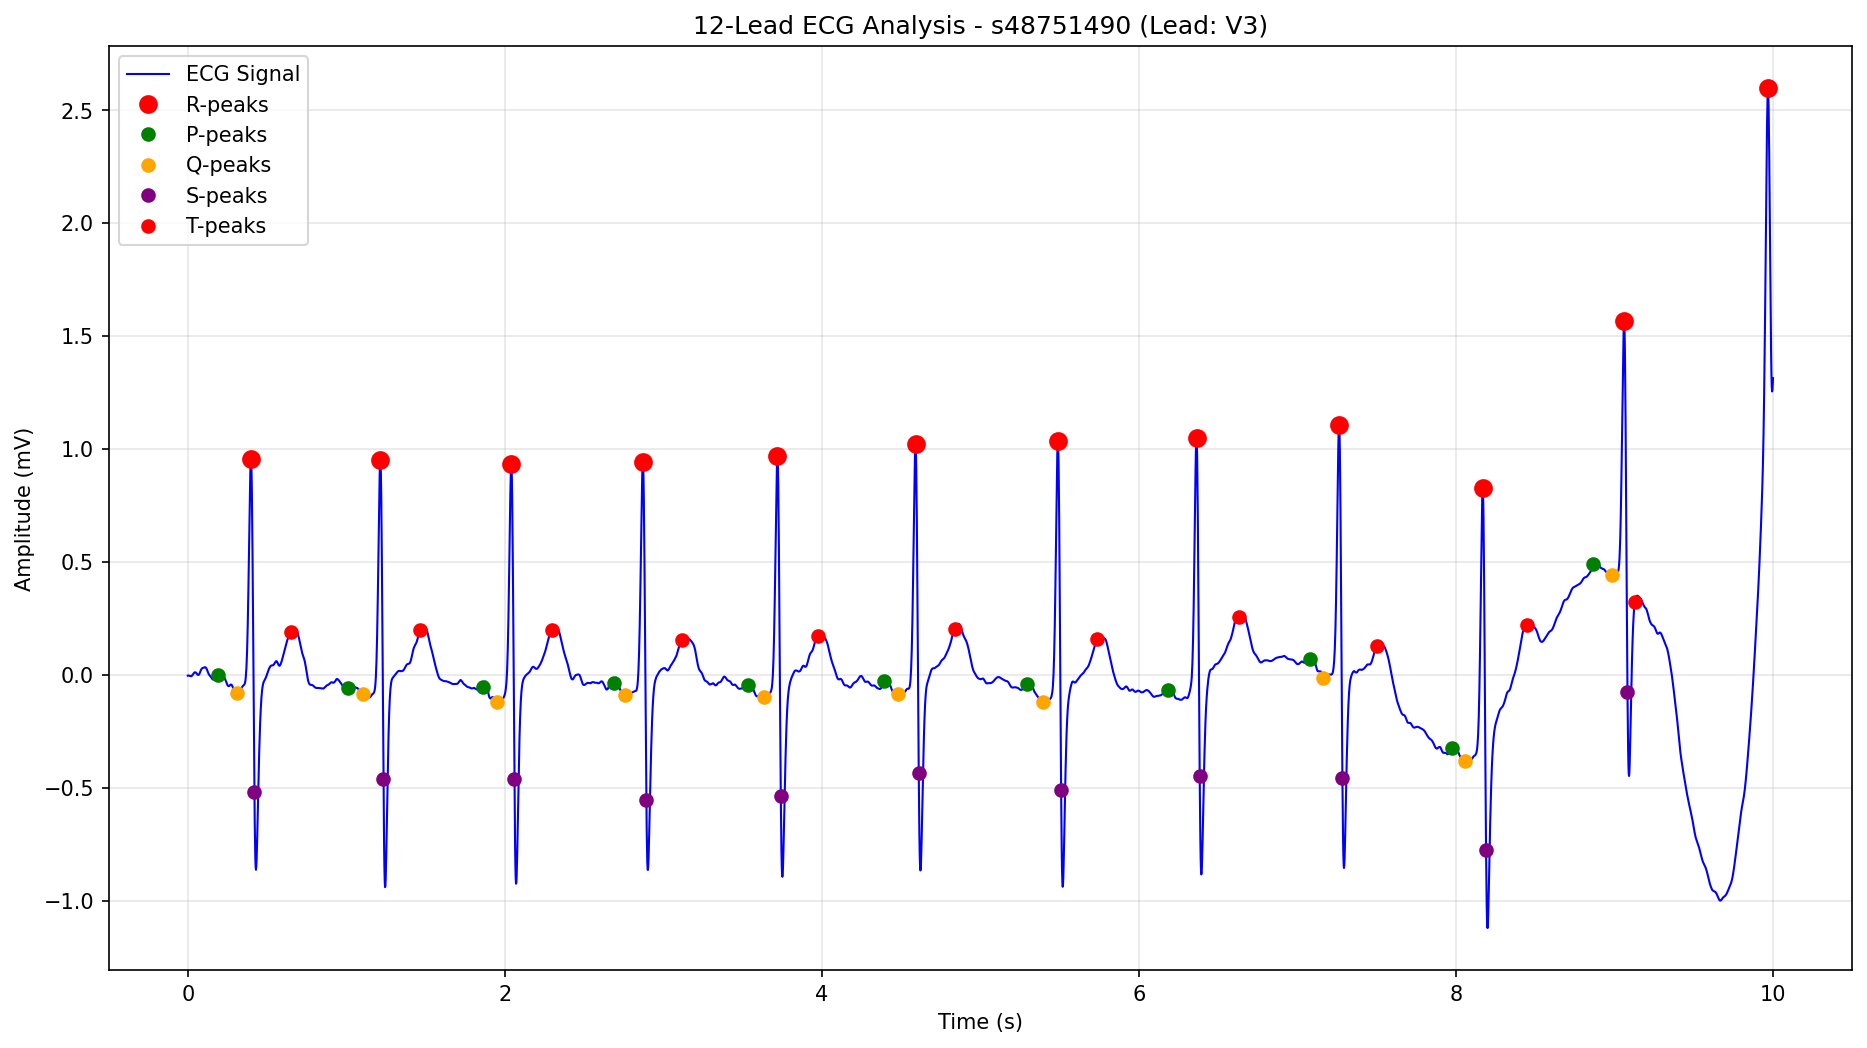 12-Lead ECG Analysis - s48751490 (Lead: V3)
ECG Signal
R-peaks
P-peaks
Q-peaks
S-peaks
T-peaks
Amplitude (mV)
2.5
2.0
1.5
1.0
0.5
0.0
−0.5
−1.0
0 2 4 6 8 10
Time (s)